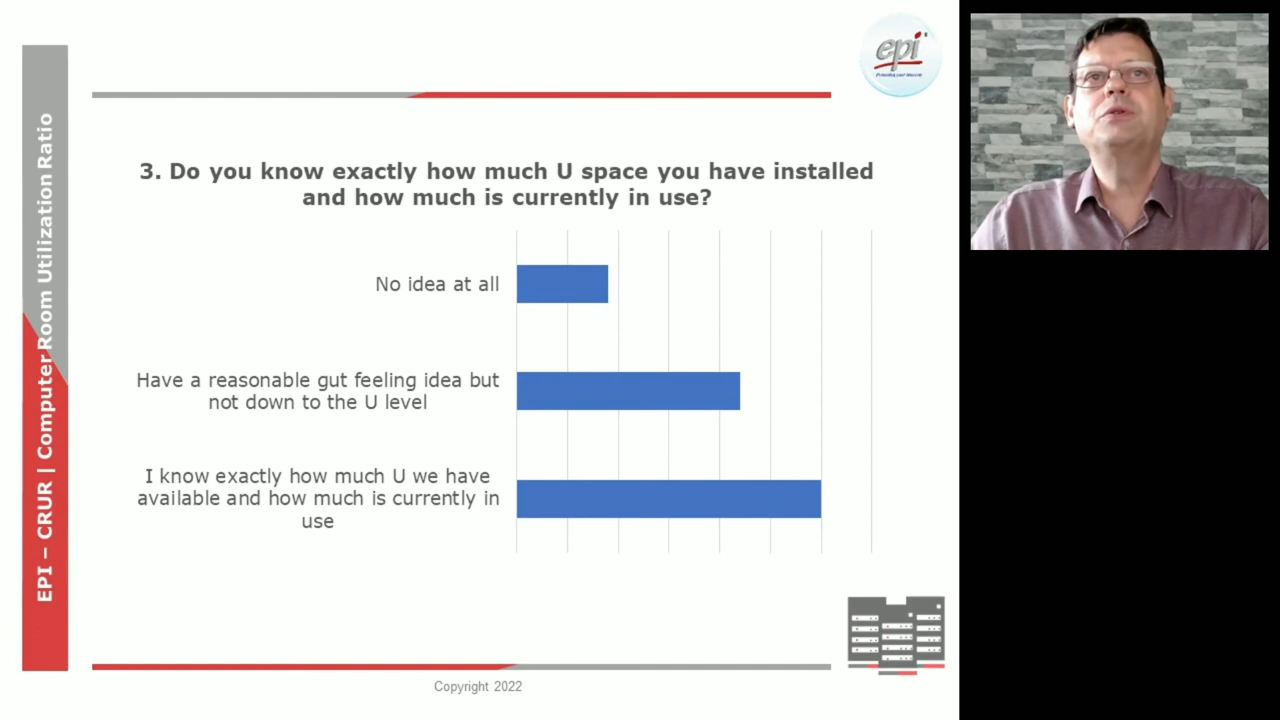 epi
EPI – CRUR | Computer Room Utilization Ratio
3. Do you know exactly how much U space you have installed
and how much is currently in use?
No idea at all
Have a reasonable gut feeling idea but
not down to the U level
I know exactly how much U we have
available and how much is currently in
use
Copyright 2022